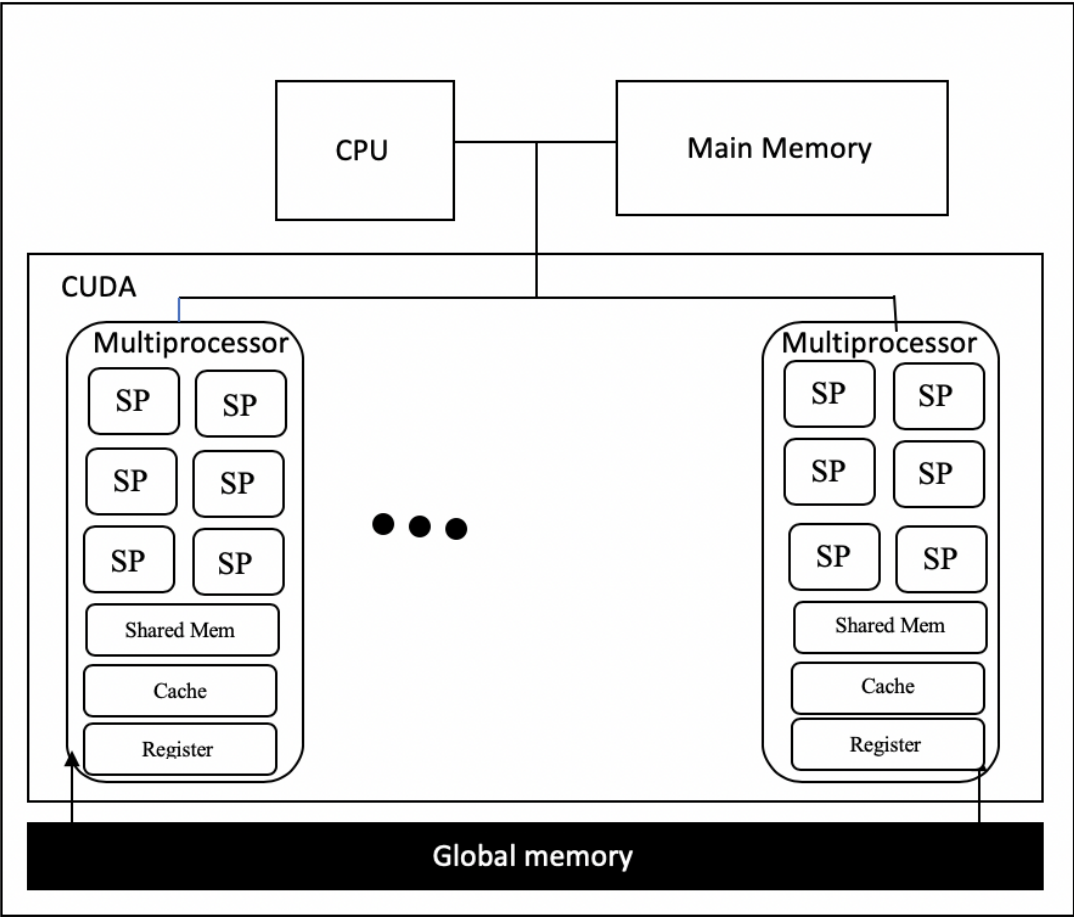 CPU
Main Memory
CUDA
Multiprocessor
SP
SP
SP
SP
SP
SP
Shared Mem
Cache
Register
Multiprocessor
SP
SP
SP
SP
SP
SP
Shared Mem
Cache
Register
Global memory